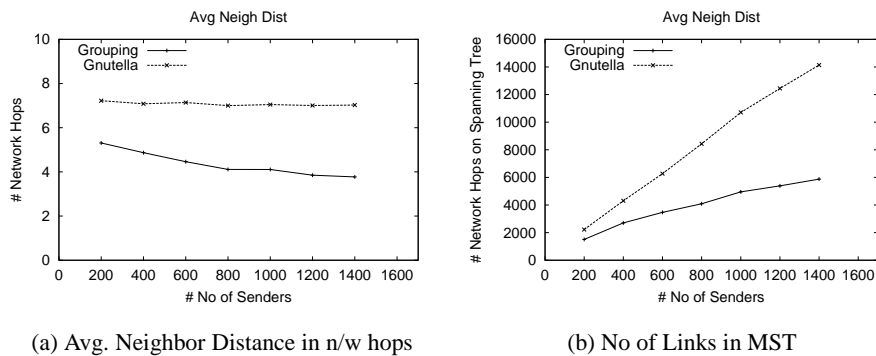 Avg Neigh Dist
10
8
6
4
2
0
0 200 400 600 800 1000 1200 1400 1600
# Network Hops
# No of Senders
Grouping
Gnutella
(a) Avg. Neighbor Distance in n/w hops
Avg Neigh Dist
16000
14000
12000
10000
8000
6000
4000
2000
0
0 200 400 600 800 1000 1200 1400 1600
# Network Hops on Spanning Tree
# No of Senders
Grouping
Gnutella
(b) No of Links in MST